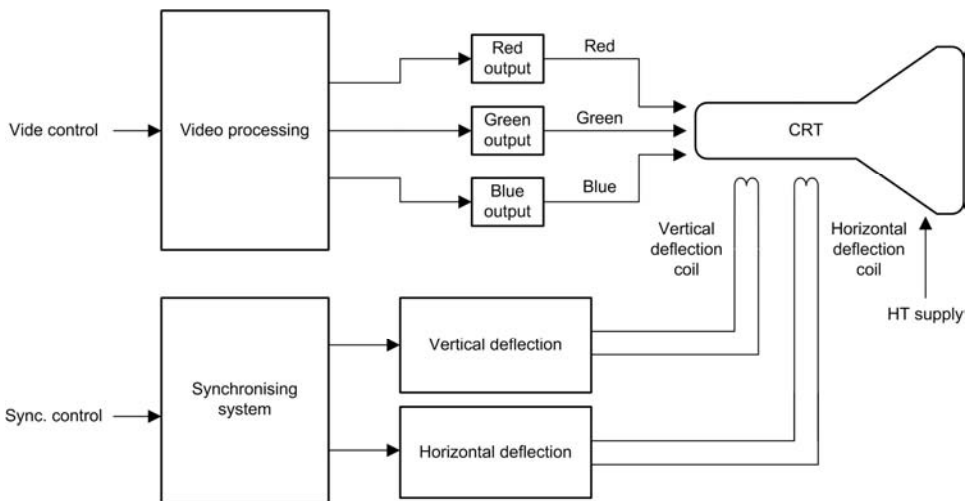 Vide control
Video processing
Red
output
Red
Green
output
Green
Blue
output
Blue
CRT
Vertical
deflection
coil
Horizontal
deflection
coil
HT supply
Sync. control
Synchronising
system
Vertical deflection
Horizontal deflection